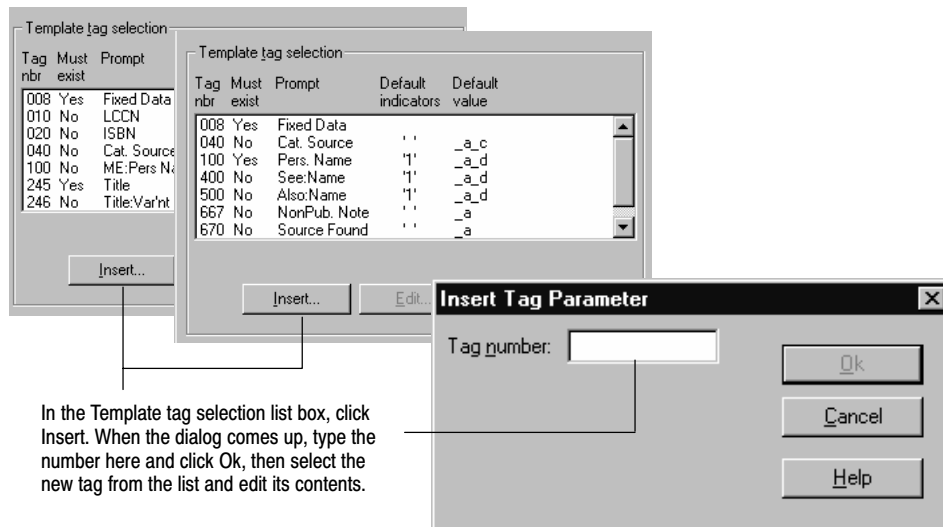 Template tag selection
Tag Must Prompt
nbr exist
008 Yes Fixed Data
010 No LCCN
020 No ISBN
040 No Cat. Source
100 No ME:Pers
245 Yes Title
246 No Title:Var'nt
Insert...
Template tag selection
Tag Must Prompt Default Default
nbr exist indicators value
008 Yes Fixed Data
040 No Cat. Source ' ' _a_c
100 Yes Pers. Name '1' _a_d
400 No See:Name '1' _a_d
500 No Also:Name '1' _a_d
667 No NonPub. Note ' ' _a
670 No Source Found ' ' _a
Insert...
Edit...
Insert Tag Parameter
Tag number:
Ok
Cancel
Help
In the Template tag selection list box, click
Insert. When the dialog comes up, type the
number here and click Ok, then select the
new tag from the list and edit its contents.